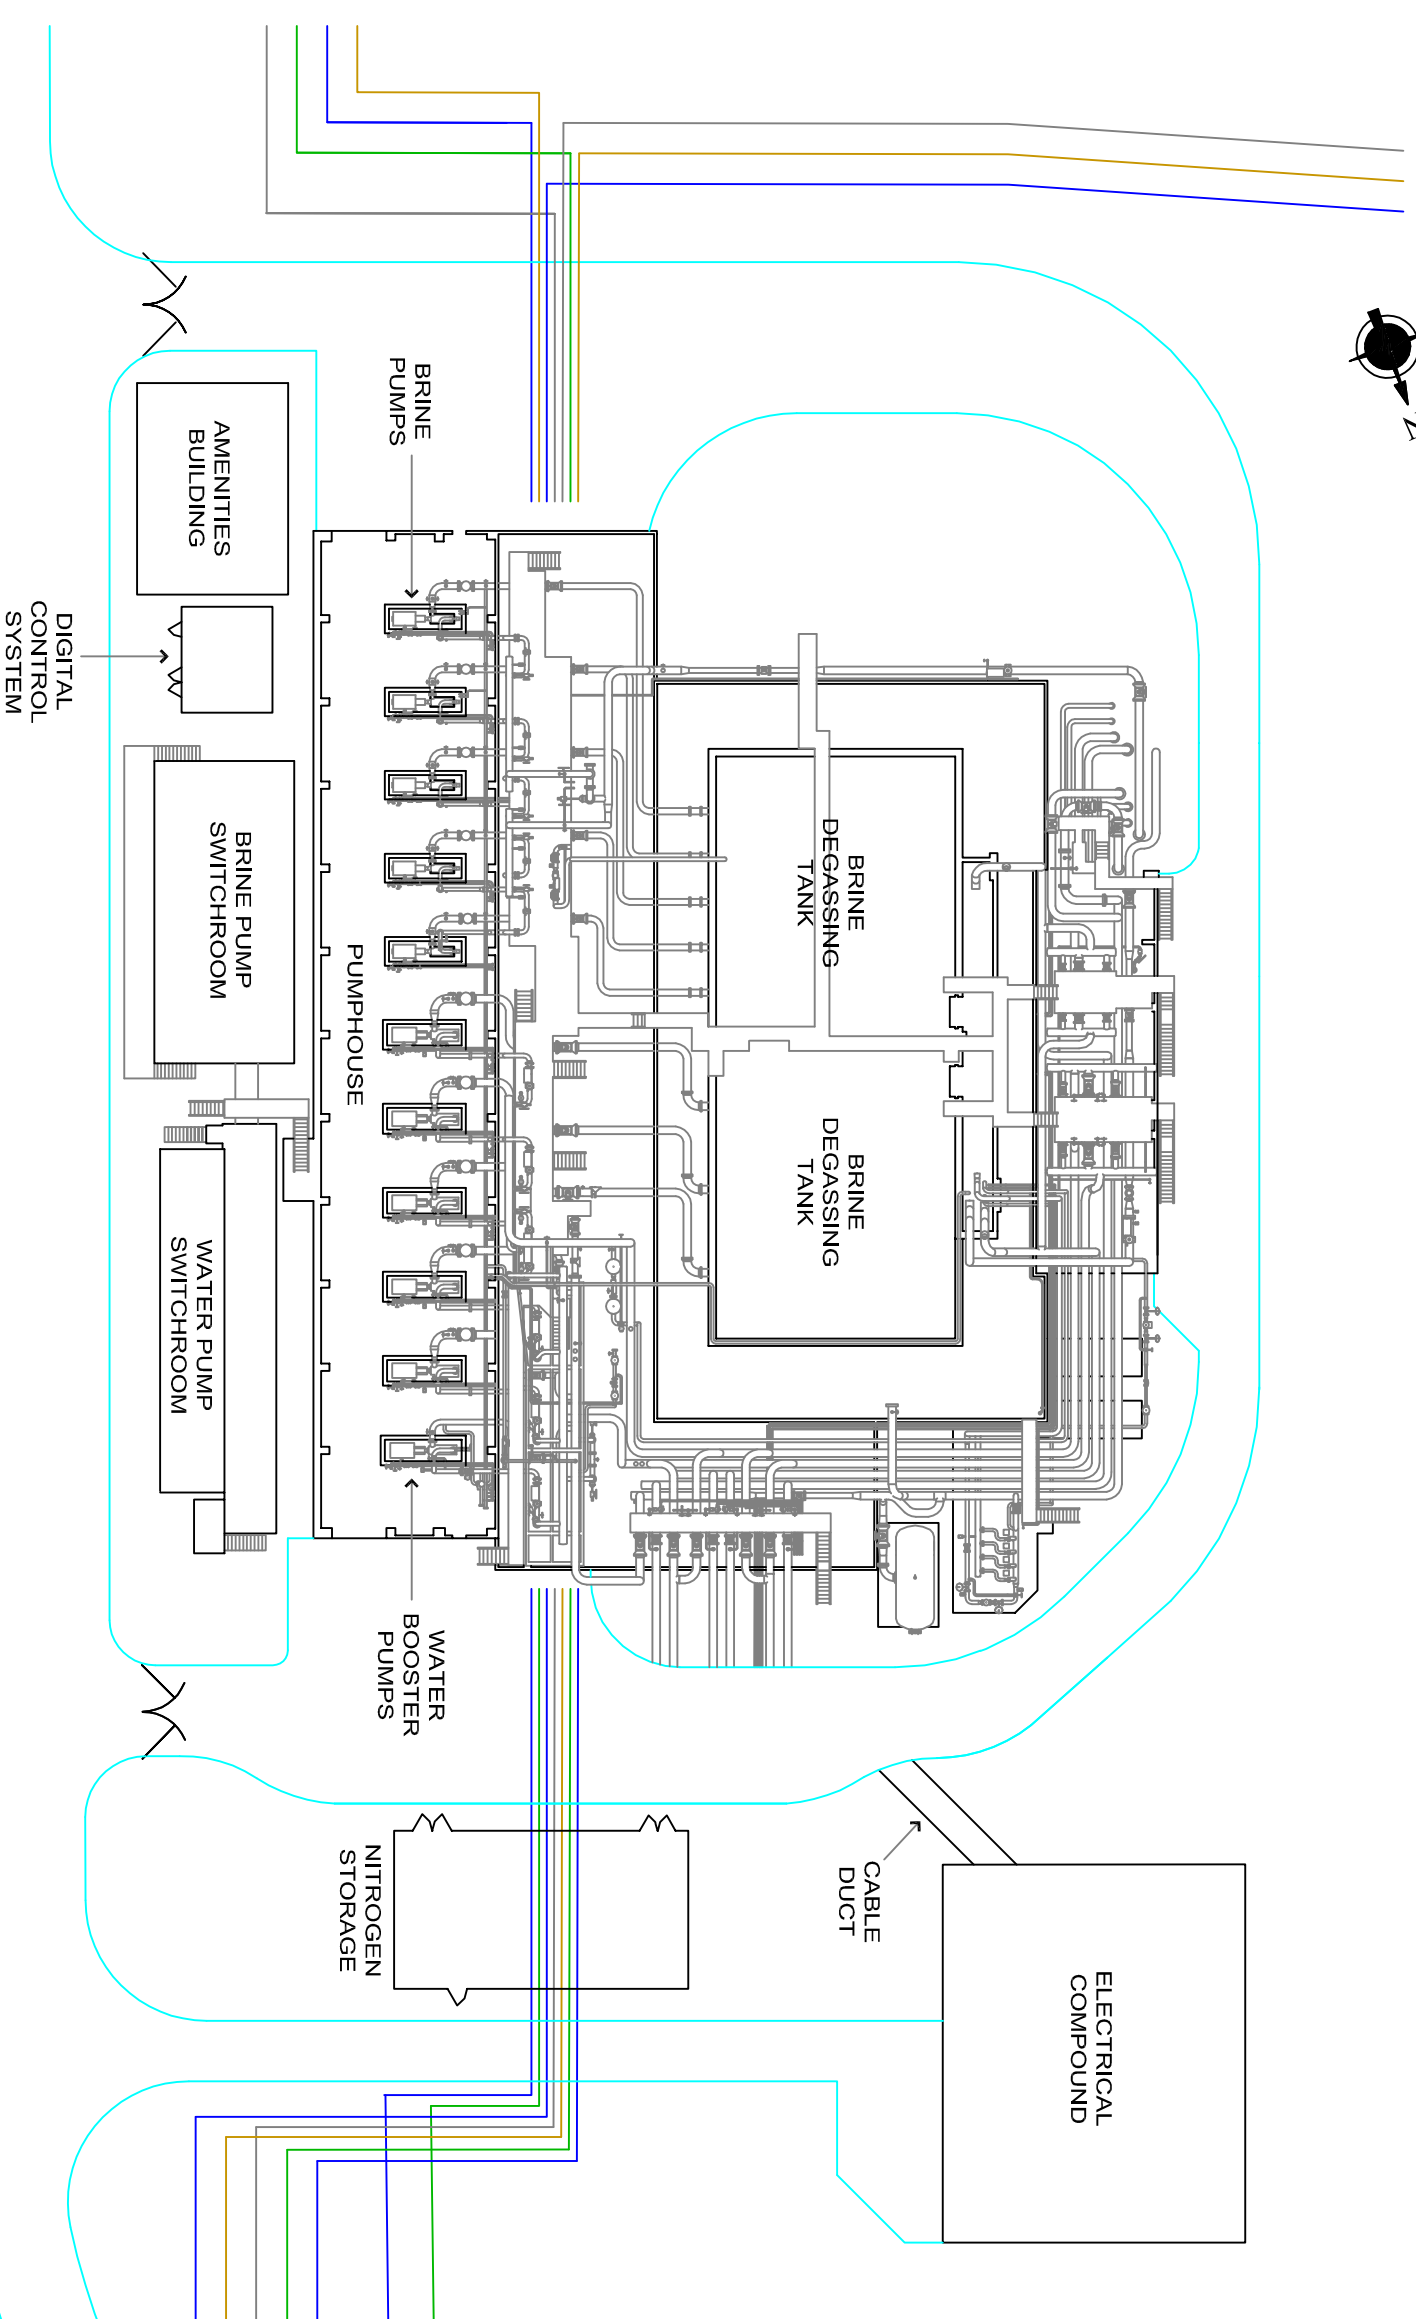 BRINE
PUMPS
AMENITIES
BUILDING
DIGITAL
CONTROL
SYSTEM
BRINE PUMP
SWITCHROOM
PUMPHOUSE
BRINE
DEGASSING
TANK
BRINE
DEGASSING
TANK
WATER PUMP
SWITCHROOM
WATER
BOOSTER
PUMPS
NITROGEN
STORAGE
CABLE
DUCT
ELECTRICAL
COMPOUND
N